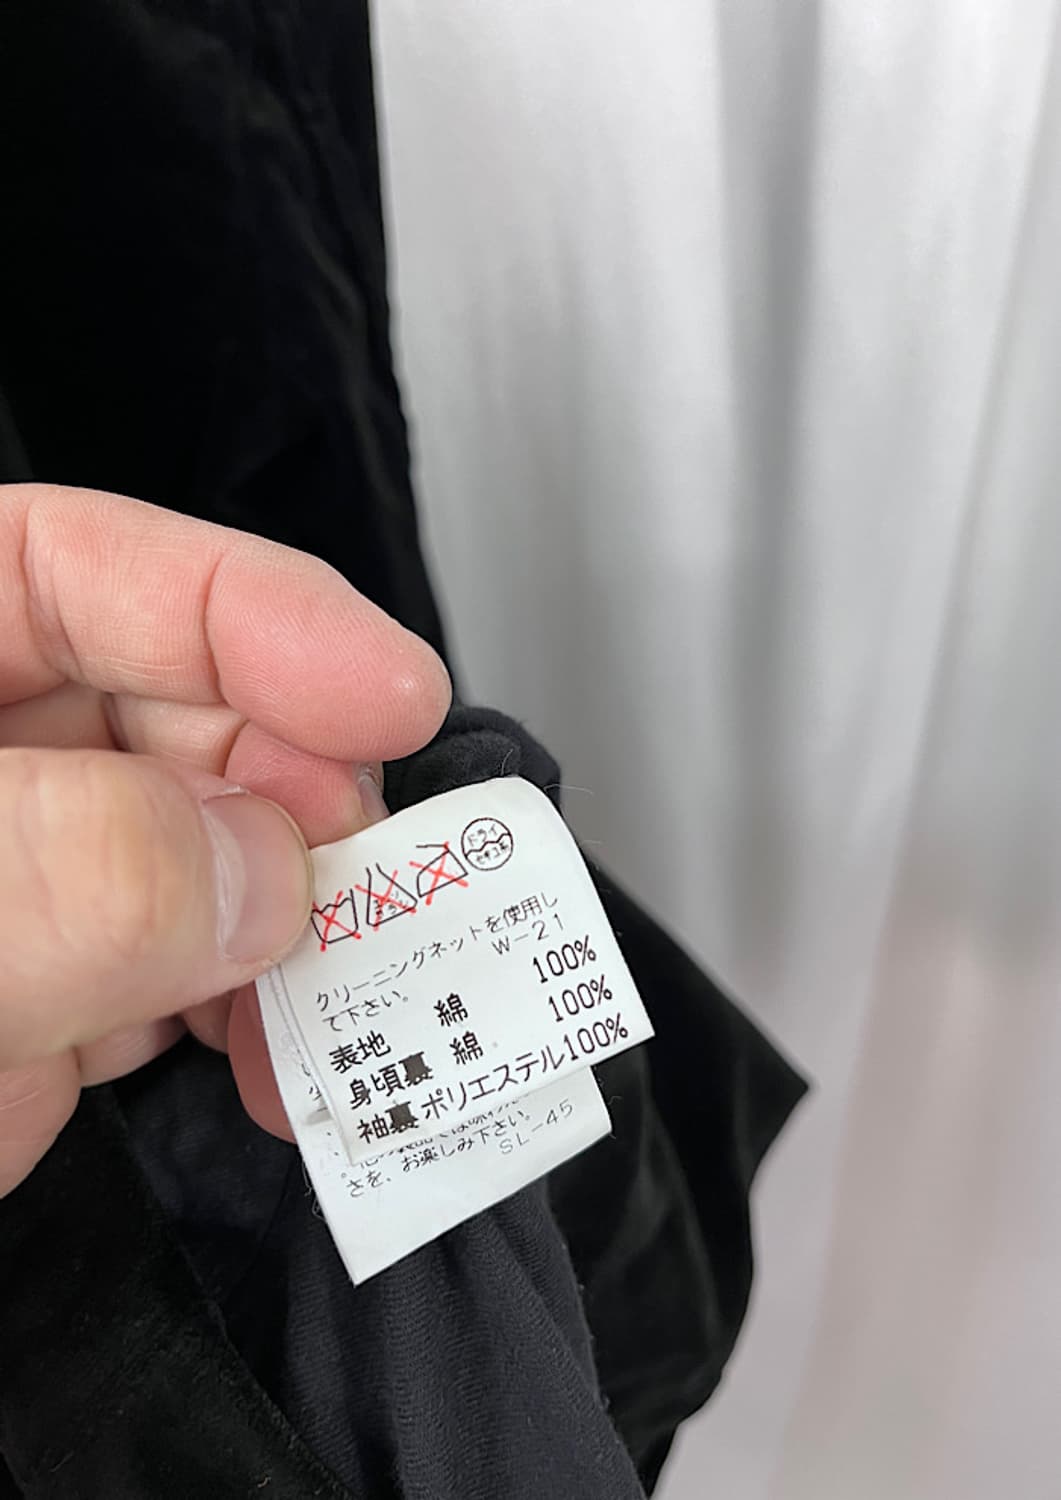 ドライ
セキユ系
クリーニングネットを使用し
て下さい。 W-21
表地 綿 100%
身頃裏 綿 100%
袖裏 ポリエステル100%
さを、お楽しみ下さい。
SL-45